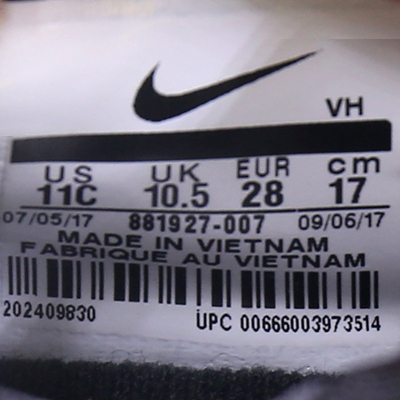 VH
US UK EUR cm
11C 10.5 28 17
07/05/17 881927-007 09/06/17
MADE IN VIETNAM
FABRIQUE AU VIETNAM
202409830 UPC 00666003973514